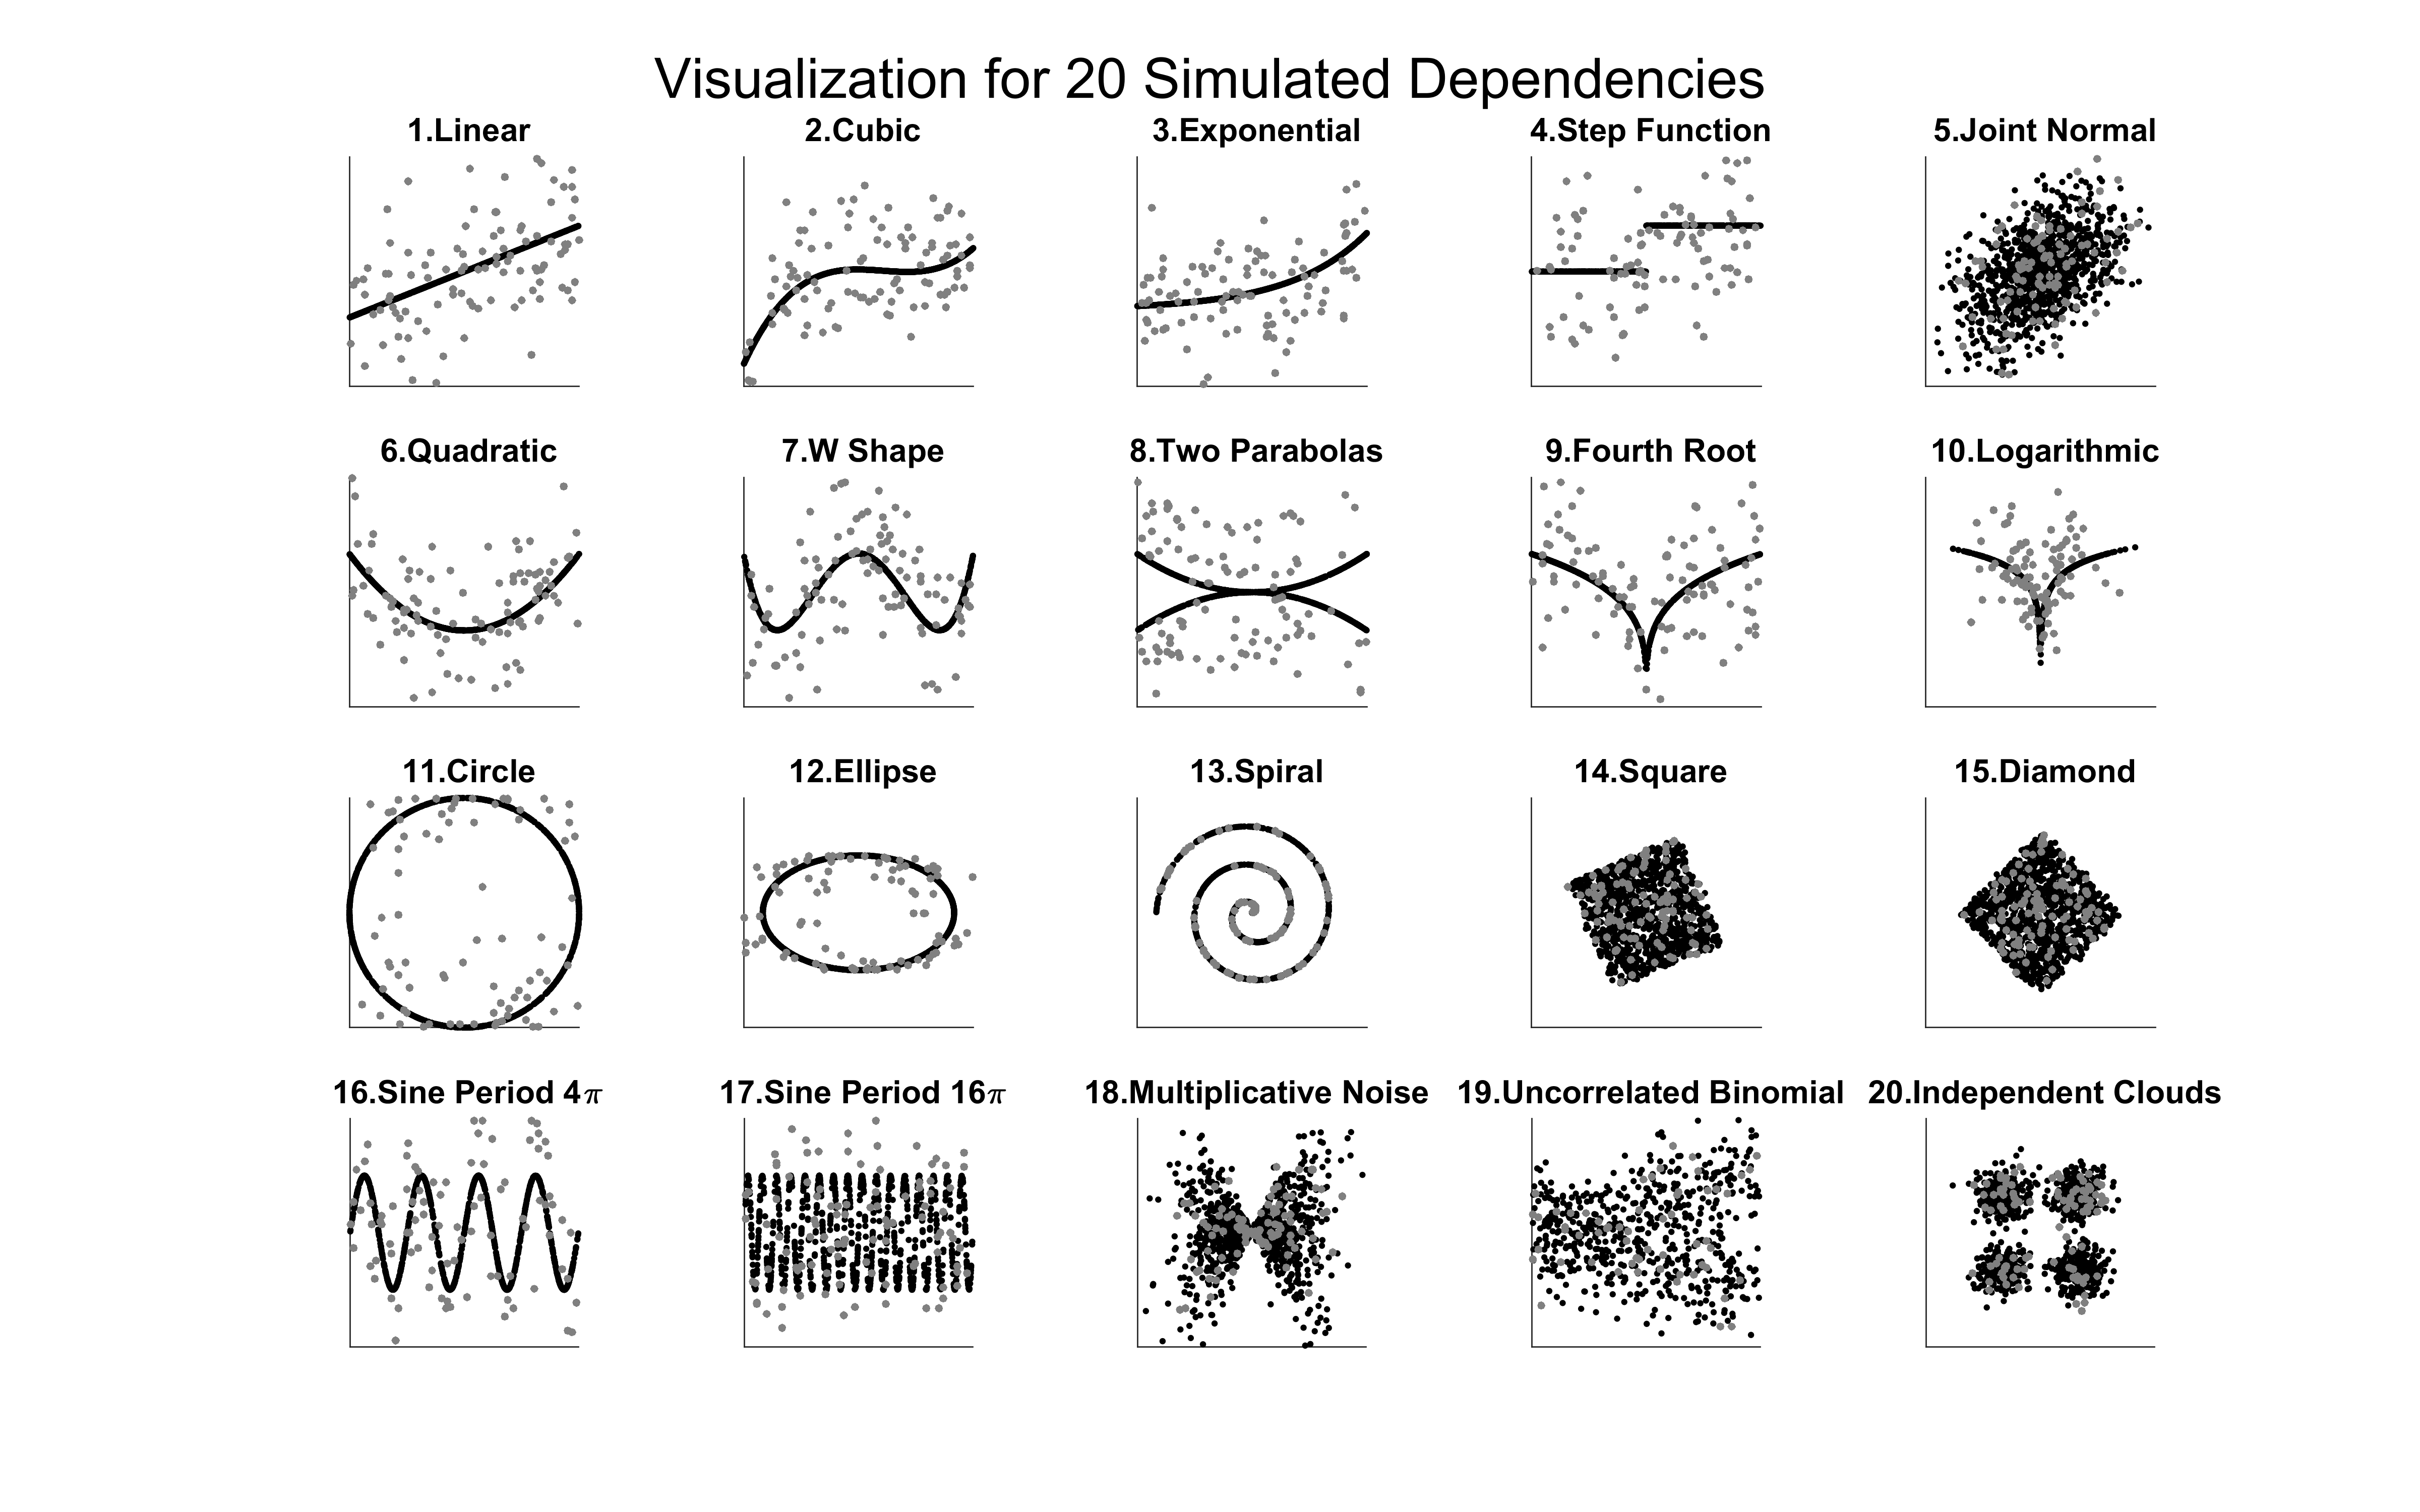 Visualization for 20 Simulated Dependencies
1.Linear
2.Cubic
3.Exponential
4.Step Function
5.Joint Normal
6.Quadratic
7.W Shape
8.Two Parabolas
9.Fourth Root
10.Logarithmic
11.Circle
12.Ellipse
13.Spiral
14.Square
15.Diamond
16.Sine Period 4π
17.Sine Period 16π
18.Multiplicative Noise
19.Uncorrelated Binomial
20.Independent Clouds